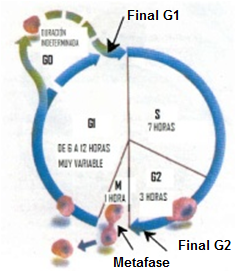 Final G1
DURACIÓN
INDETERMINADA
G0
G1
DE 6 A 12 HORAS
MUY VARIABLE
S
7 HORAS
G2
3 HORAS
M
1 HORA
Final G2
Metafase